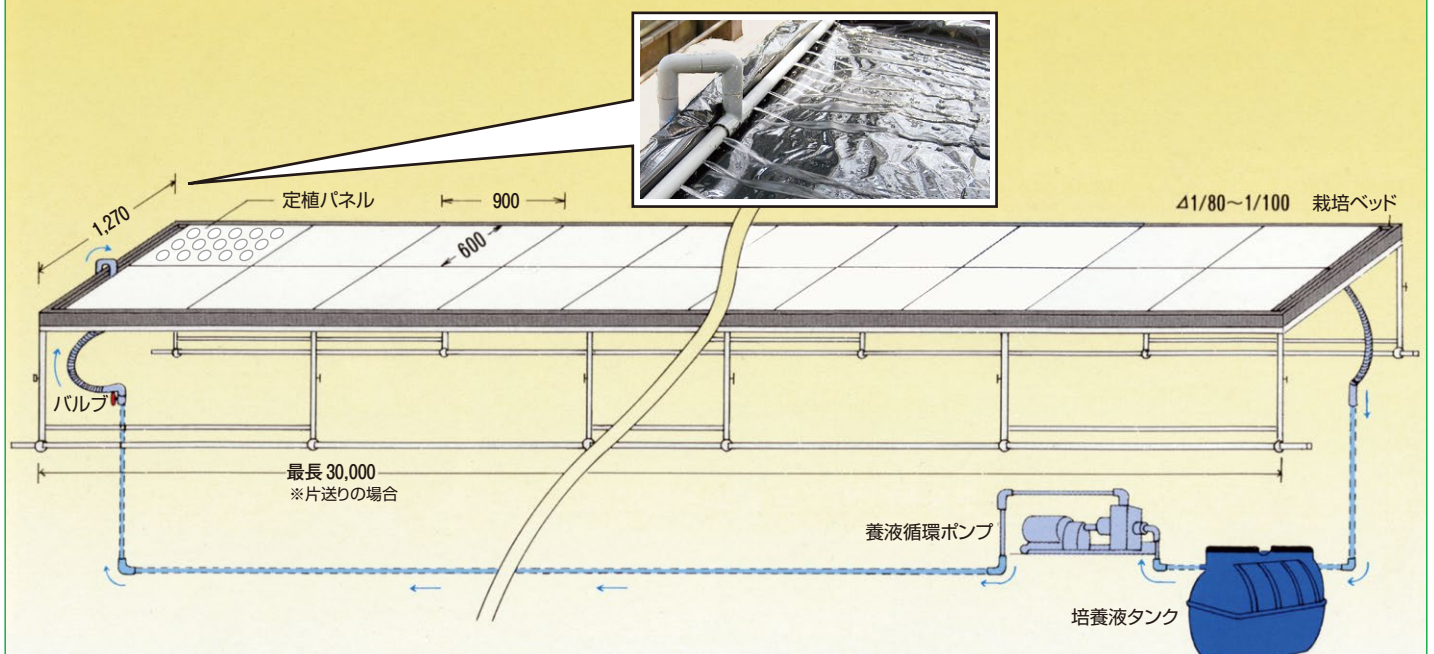 1,270
定植パネル
900
600
⊿1/80～1/100
栽培ベッド
バルブ
最長 30,000
※片送りの場合
養液循環ポンプ
培養液タンク